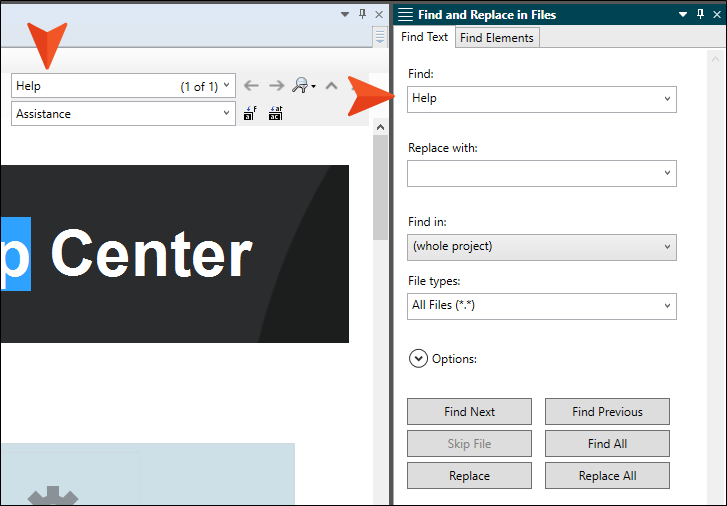 Find and Replace in Files
Find Text
Find Elements
Help
(1 of 1)
Assistance
Find:
Help
Replace with:
p Center
Find in:
(whole project)
File types:
All Files (*.*)
Options:
Find Next
Find Previous
Skip File
Find All
Replace
Replace All